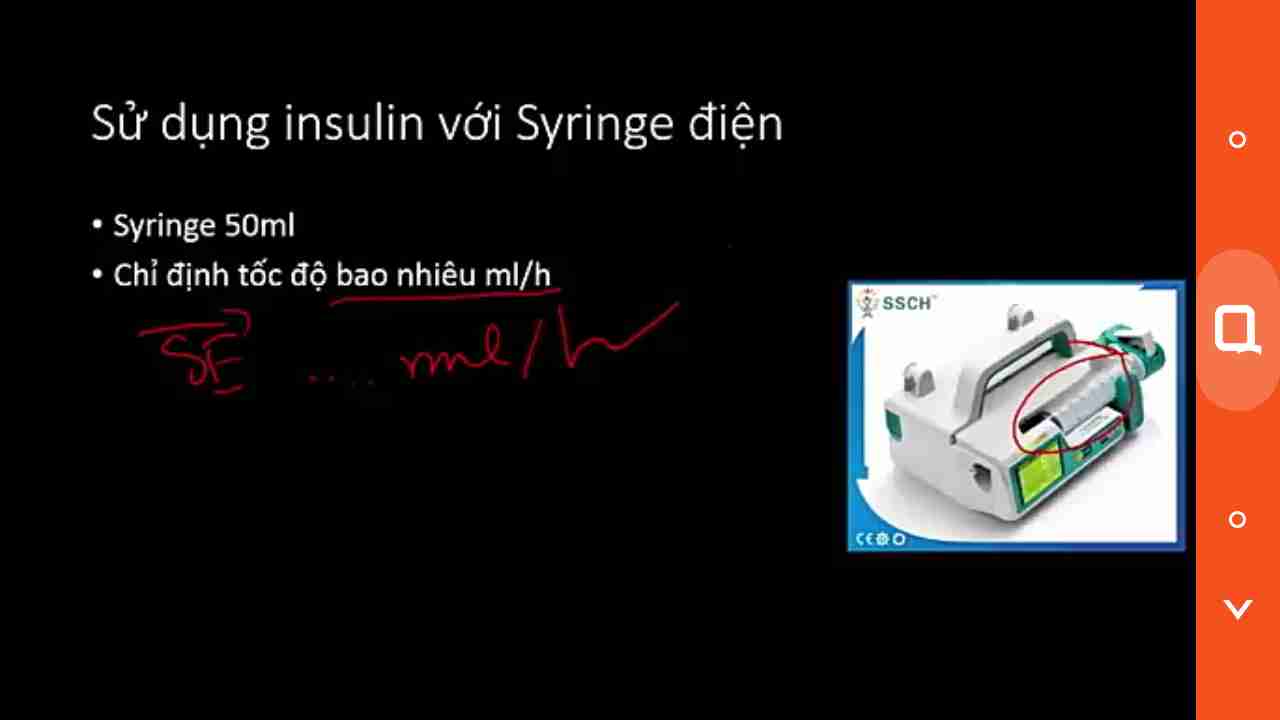 Sử dụng insulin với Syringe điện
• Syringe 50ml
• Chỉ định tốc độ bao nhiêu ml/h
SE .... ml/h
SSCH
CE